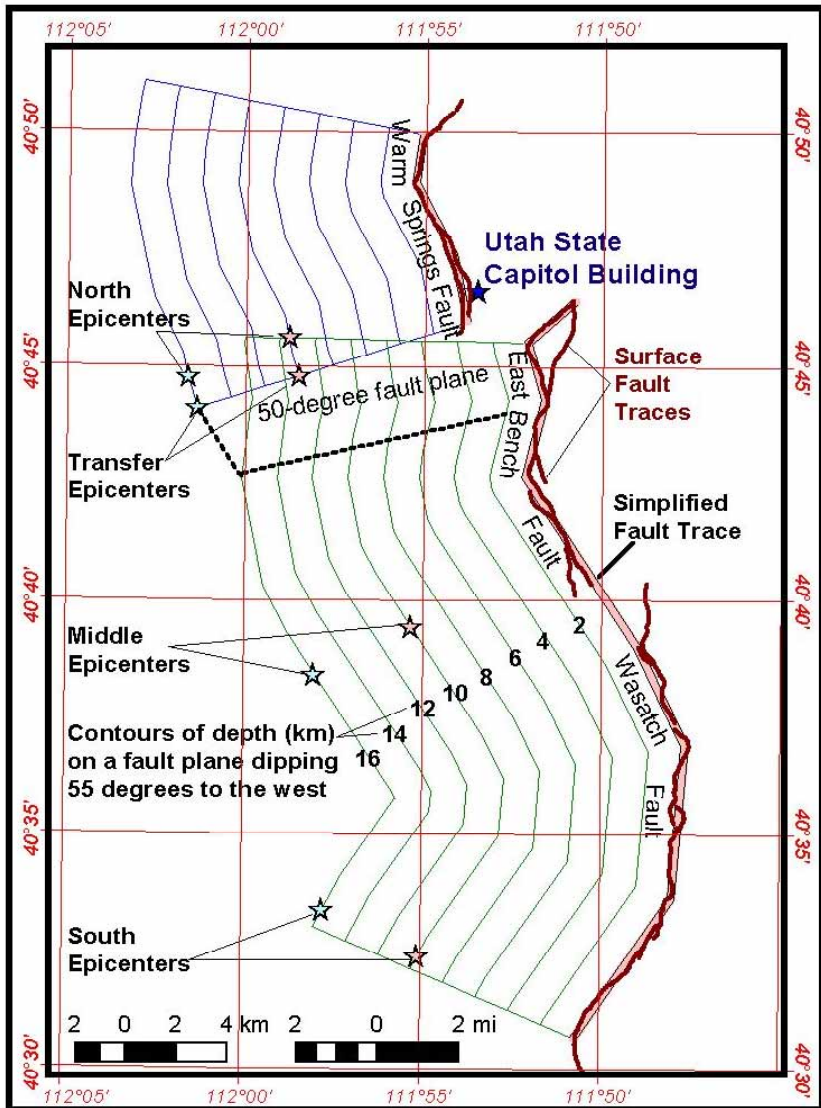 112°05'
112°00'
111°55'
111°50'
40°50'
40°50'
Warm
Springs Fault
Utah State
Capitol Building
North
Epicenters
40°45'
40°45'
50-degree fault plane
East Bench
Fault
Surface
Fault
Traces
Transfer
Epicenters
Simplified
Fault Trace
40°40'
40°40'
Middle
Epicenters
2
4
6
8
10
12
14
16
Wasatch
Fault
Contours of depth (km)
on a fault plane dipping
55 degrees to the west
40°35'
40°35'
South
Epicenters
2 0 2 4 km
2 0 2 mi
40°30'
40°30'
112°05'
112°00'
111°55'
111°50'